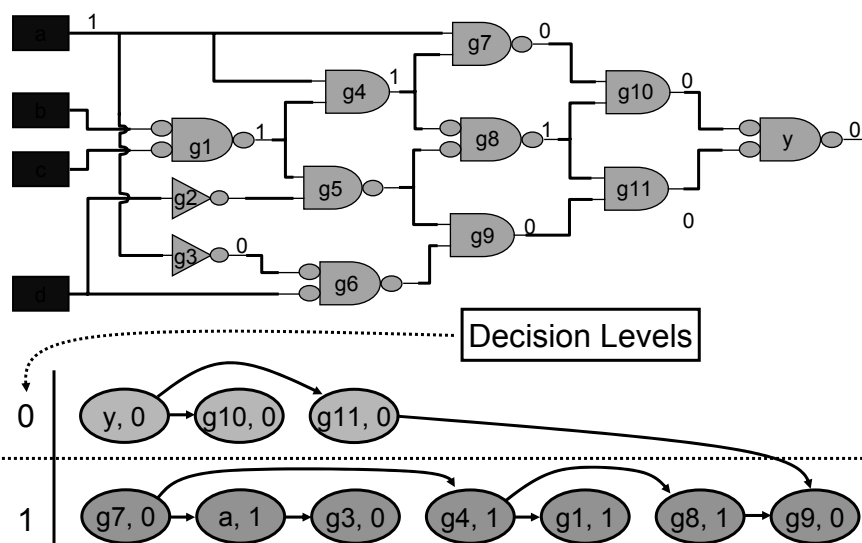 a 1 g7 0
g4 1 g10 0
b g1 1 g8 1 y 0
c g5 g11
g2 g9 0 0
g3 0 g6
d
Decision Levels
0 y, 0 g10, 0 g11, 0
1 g7, 0 a, 1 g3, 0 g4, 1 g1, 1 g8, 1 g9, 0